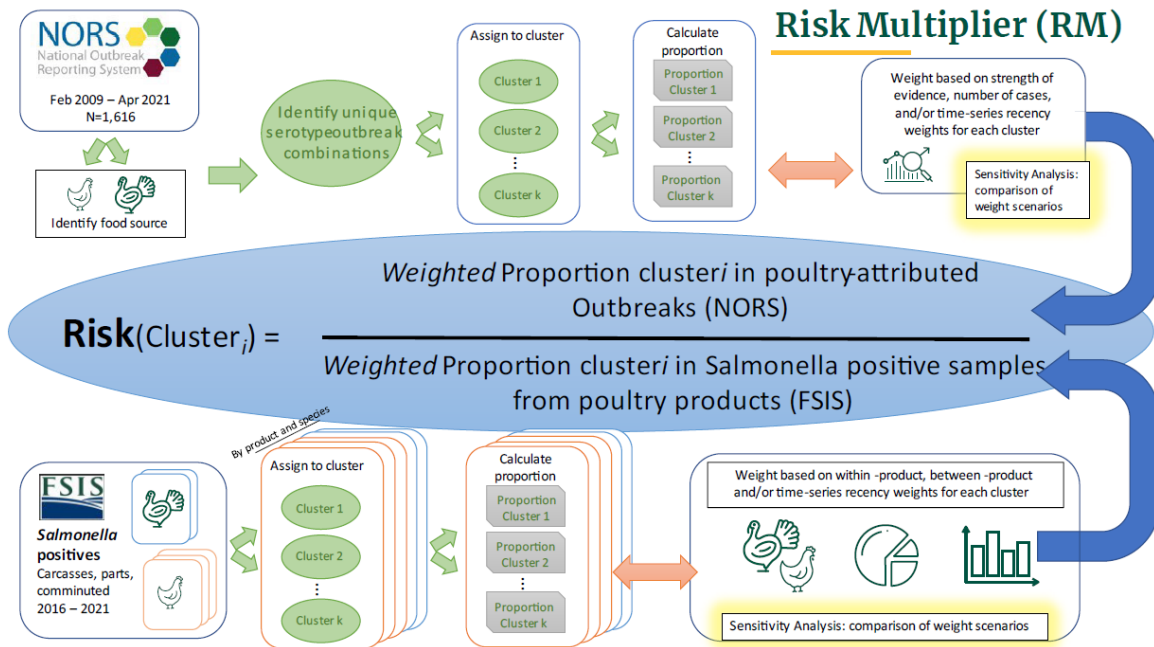 Risk Multiplier (RM)
NORS
National Outbreak
Reporting System
Feb 2009 – Apr 2021
N=1,616
Identify food source
Identify unique
serotypeoutbreak
combinations
Assign to cluster
Cluster 1
Cluster 2
⋮
Cluster k
Calculate
proportion
Proportion
Cluster 1
Proportion
Cluster 2
⋮
Proportion
Cluster k
Weight based on strength of
evidence, number of cases,
and/or time-series recency
weights for each cluster
Sensitivity Analysis:
comparison of
weight scenarios
Risk(Clusteri) =
Weighted Proportion clusteri in poultry-attributed
Outbreaks (NORS)
Weighted Proportion clusteri in Salmonella positive samples
from poultry products (FSIS)
FSIS
Salmonella
positives
Carcasses, parts,
comminuted
2016 – 2021
By product and species
Assign to cluster
Cluster 1
Cluster 2
⋮
Cluster k
Calculate
proportion
Proportion
Cluster 1
Proportion
Cluster 2
⋮
Proportion
Cluster k
Weight based on within -product, between -product
and/or time-series recency weights for each cluster
Sensitivity Analysis: comparison of weight scenarios